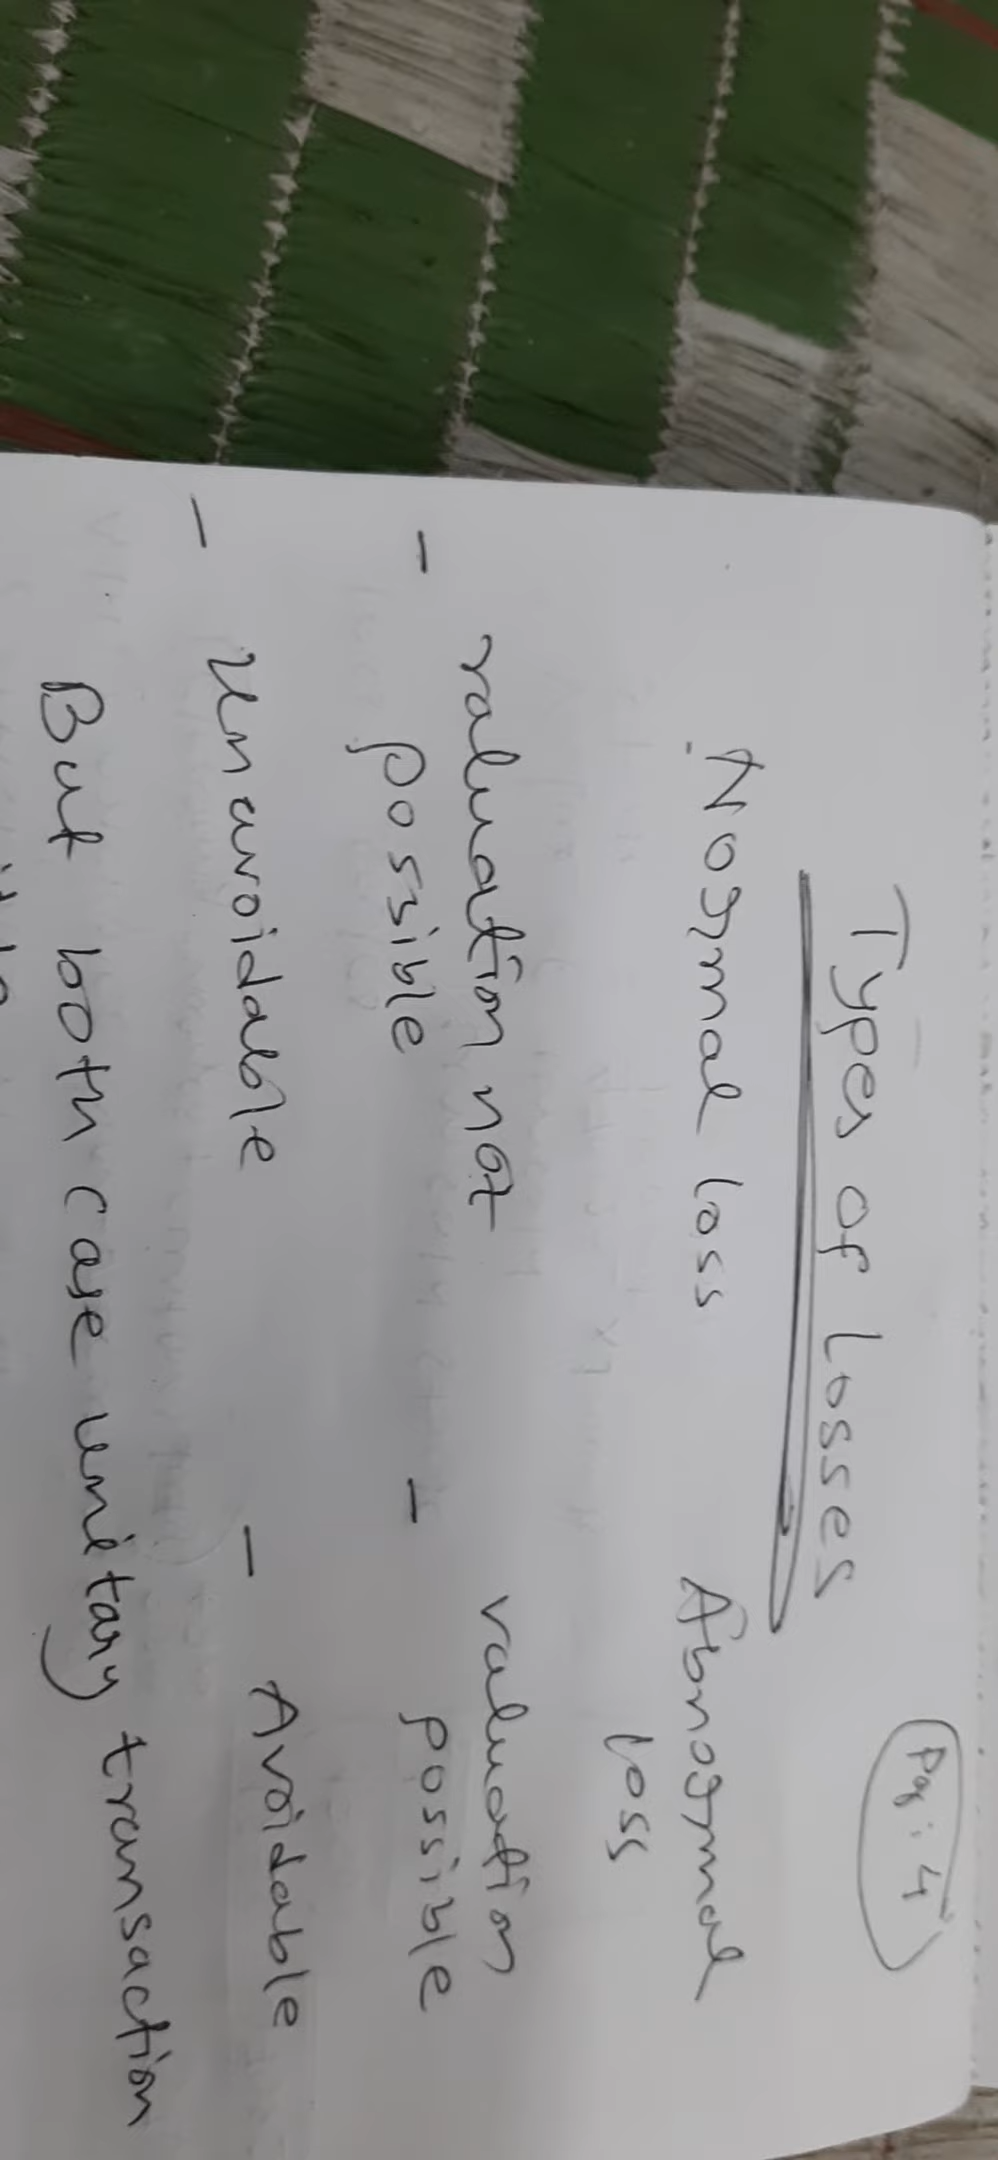 Pag: 4
Types of Losses
Normal loss Abnormal
loss
- valuation not - valuation
possible possible
- Unavoidable - Avoidable
But both case unitary transaction